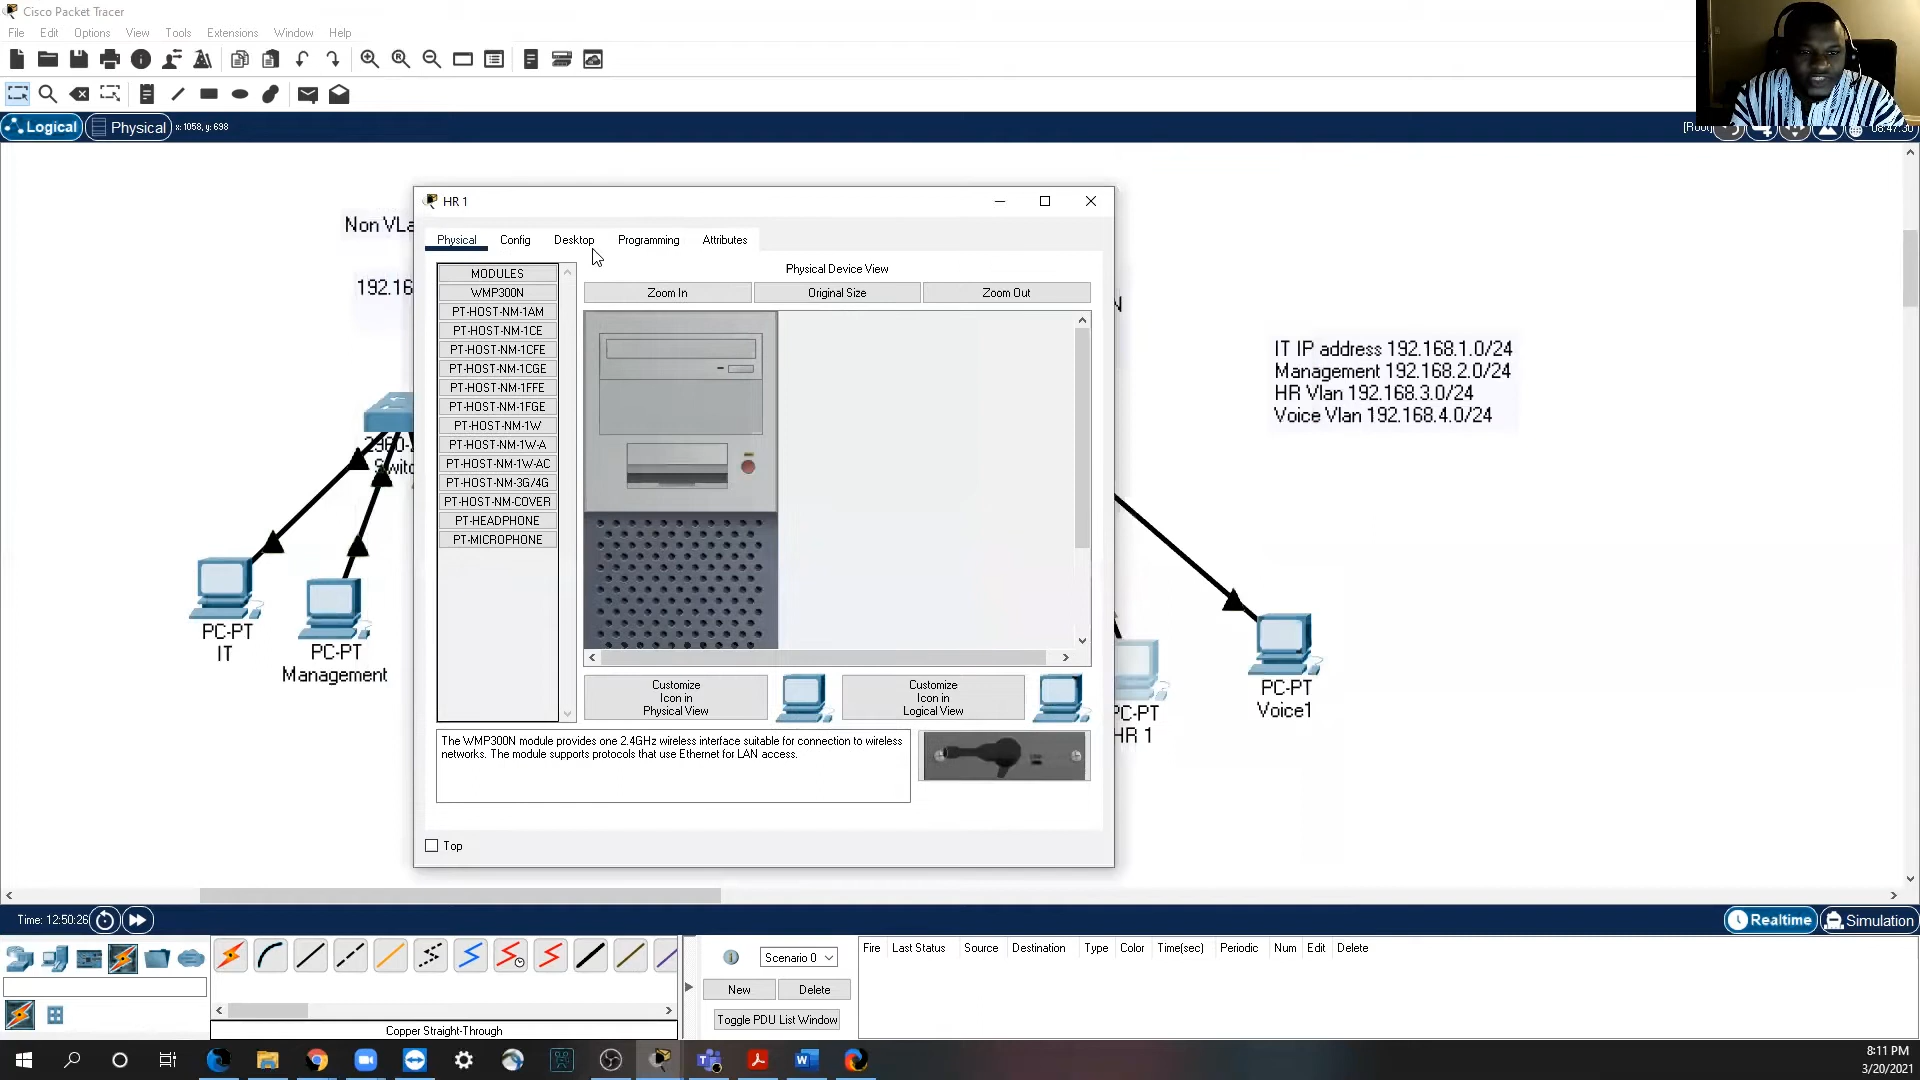 Cisco Packet Tracer
File Edit Options View Tools Extensions Window Help
Logical Physical x: 1058, y: 698
[Root]
Non VLa
192.16
HR 1
Physical Config Desktop Programming Attributes
MODULES
WMP300N
PT-HOST-NM-1AM
PT-HOST-NM-1CE
PT-HOST-NM-1CFE
PT-HOST-NM-1CGE
PT-HOST-NM-1FFE
PT-HOST-NM-1FGE
PT-HOST-NM-1W
PT-HOST-NM-1W-A
PT-HOST-NM-1W-AC
PT-HOST-NM-3G/4G
PT-HOST-NM-COVER
PT-HEADPHONE
PT-MICROPHONE
Physical Device View
Zoom In Original Size Zoom Out
Customize
Icon in
Physical View
Customize
Icon in
Logical View
The WMP300N module provides one 2.4GHz wireless interface suitable for connection to wireless
networks. The module supports protocols that use Ethernet for LAN access.
Top
N
IT IP address 192.168.1.0/24
Management 192.168.2.0/24
HR Vlan 192.168.3.0/24
Voice Vlan 192.168.4.0/24
2960-
Switc
PC-PT
IT
PC-PT
Management
PC-PT
HR 1
PC-PT
Voice1
Time: 12:50:26
Realtime Simulation
Scenario 0
New Delete
Toggle PDU List Window
Fire Last Status Source Destination Type Color Time(sec) Periodic Num Edit Delete
Copper Straight-Through
8:11 PM
3/20/2021